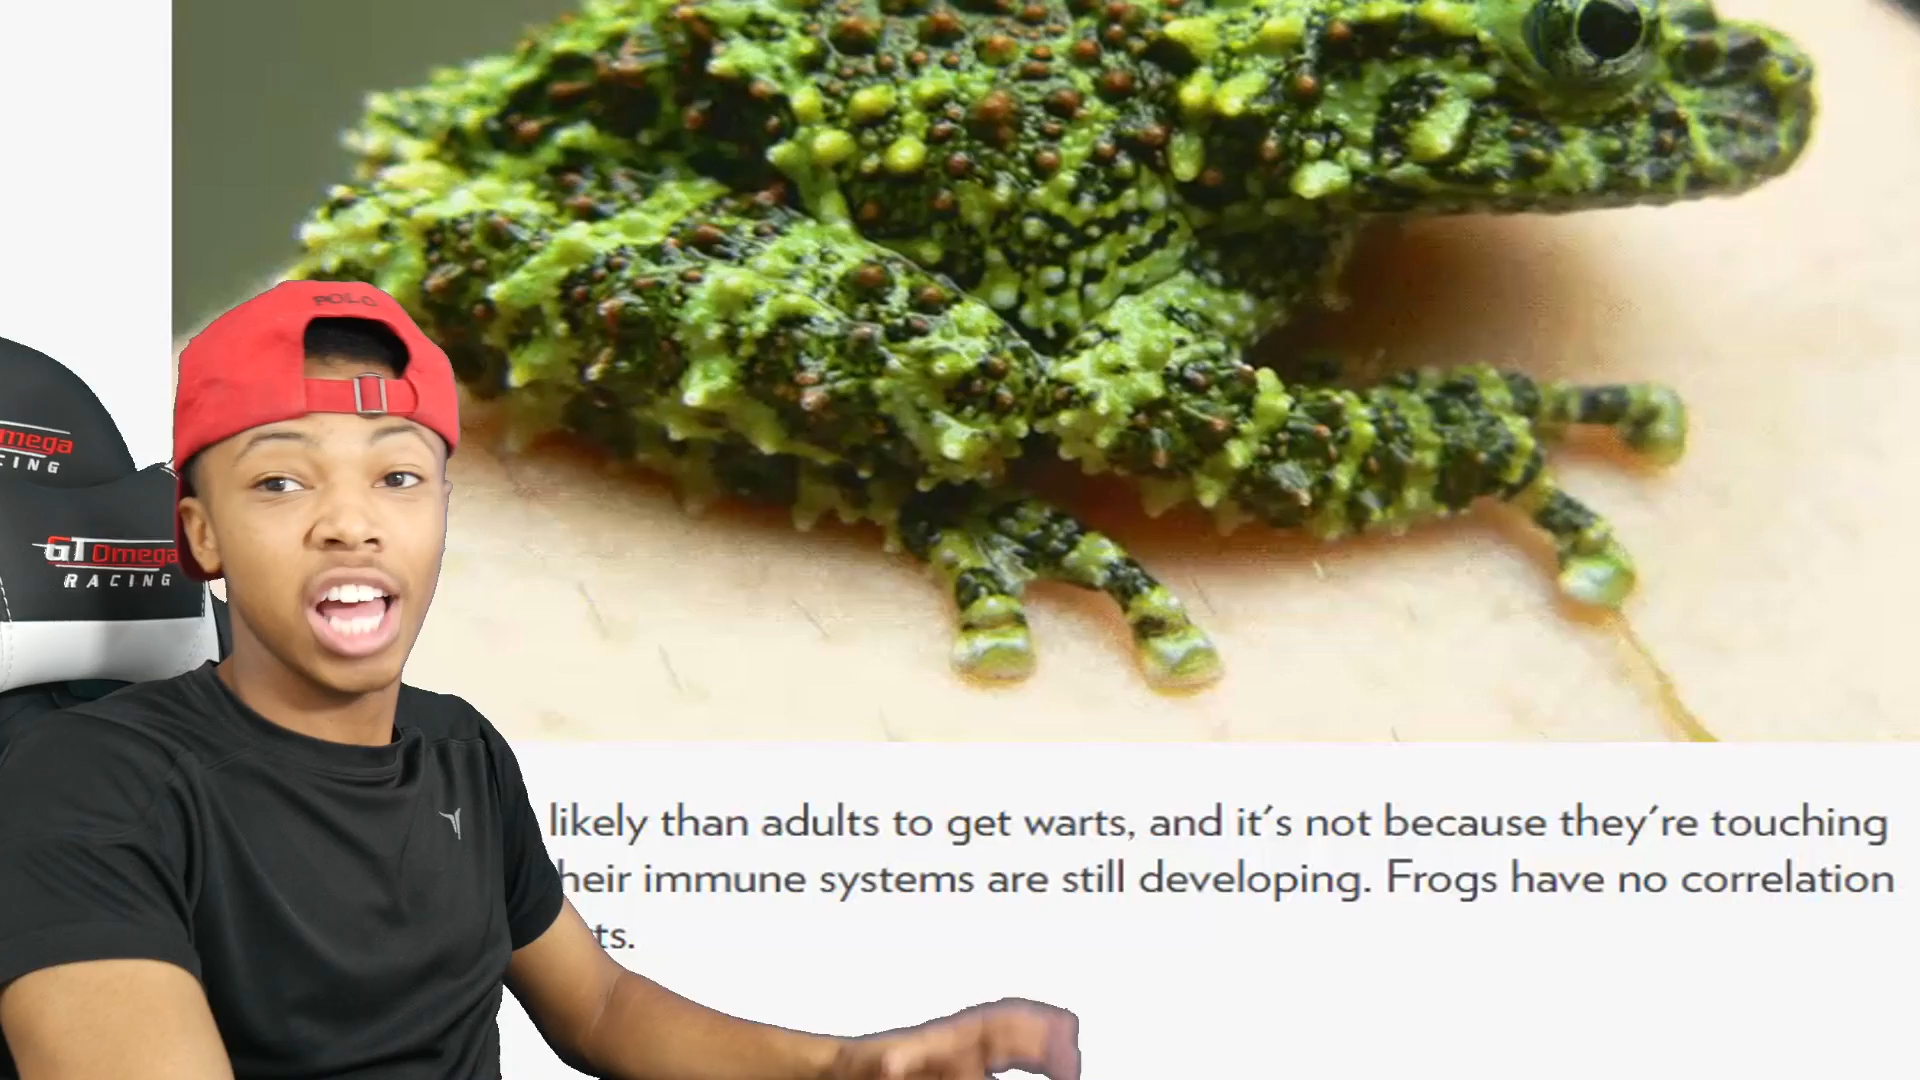 POLO
mega
CING
GT Omega
RACING
likely than adults to get warts, and it's not because they're touching
heir immune systems are still developing. Frogs have no correlation
ts.